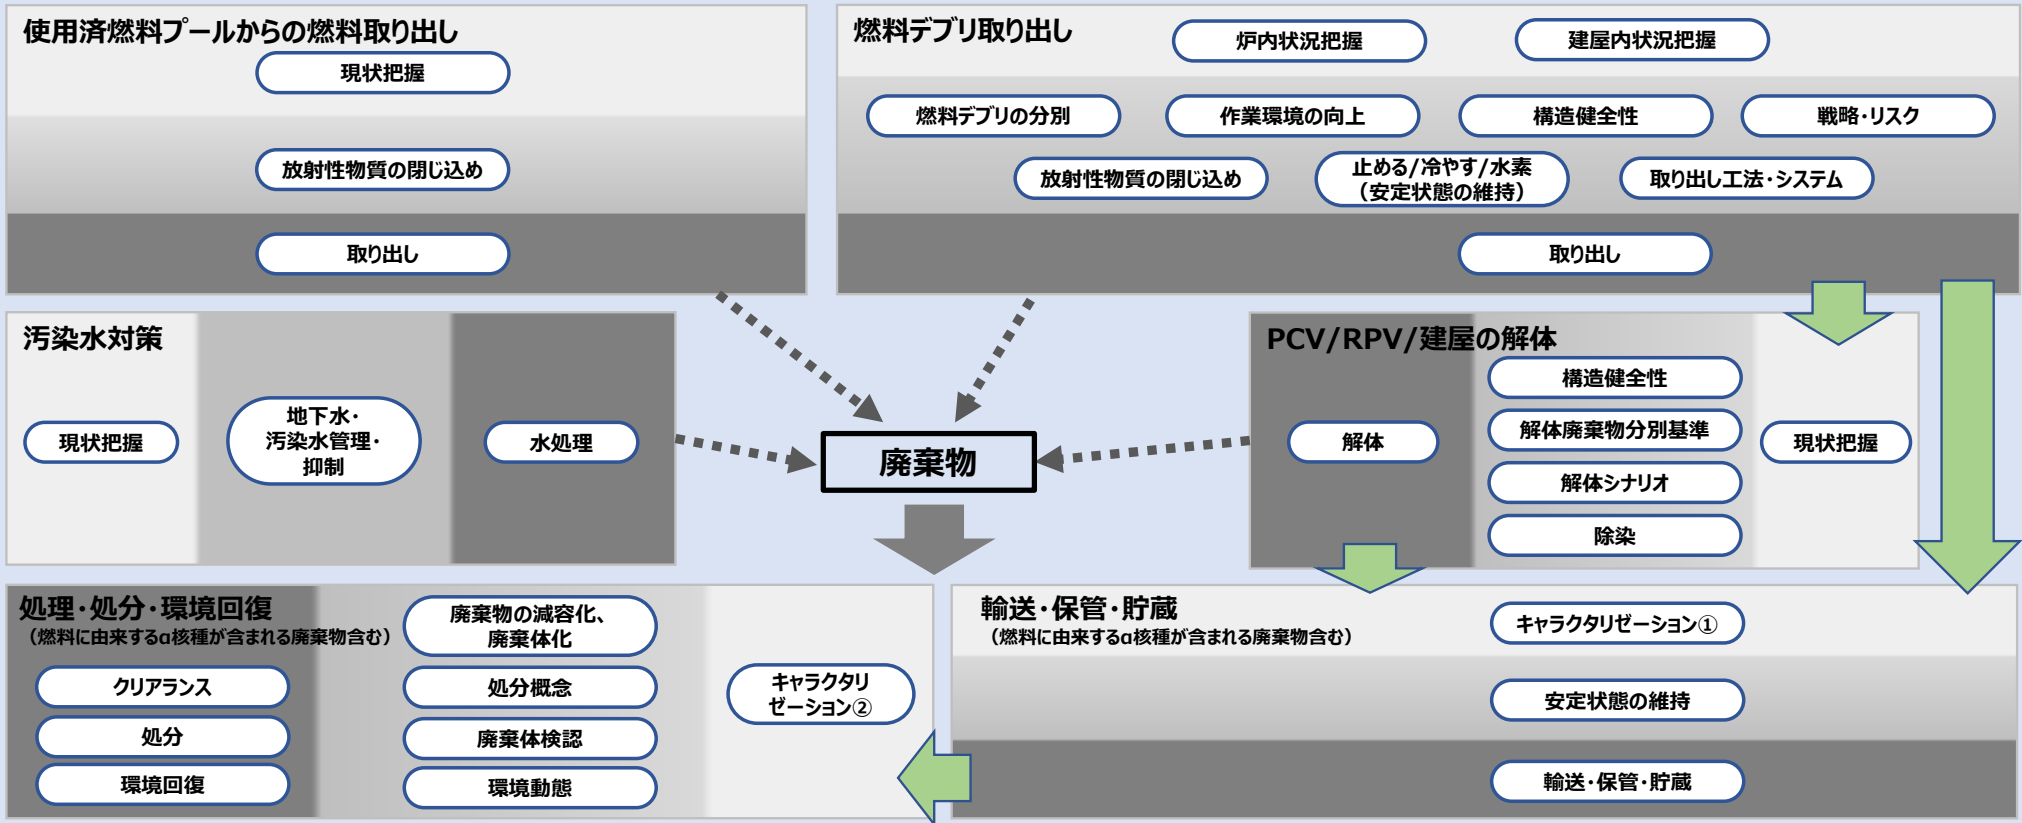 使用済燃料プールからの燃料取り出し
現状把握
放射性物質の閉じ込め
取り出し
燃料デブリ取り出し
炉内状況把握
建屋内状況把握
燃料デブリの分別
作業環境の向上
構造健全性
戦略・リスク
放射性物質の閉じ込め
止める/冷やす/水素
（安定状態の維持）
取り出し工法・システム
取り出し
汚染水対策
現状把握
地下水・
汚染水管理・
抑制
水処理
廃棄物
PCV/RPV/建屋の解体
解体
構造健全性
解体廃棄物分別基準
解体シナリオ
除染
現状把握
処理・処分・環境回復
（燃料に由来するα核種が含まれる廃棄物含む）
クリアランス
処分
環境回復
廃棄物の減容化、
廃棄体化
処分概念
廃棄体検認
環境動態
キャラクタリ
ゼーション②
輸送・保管・貯蔵
（燃料に由来するα核種が含まれる廃棄物含む）
キャラクタリゼーション①
安定状態の維持
輸送・保管・貯蔵